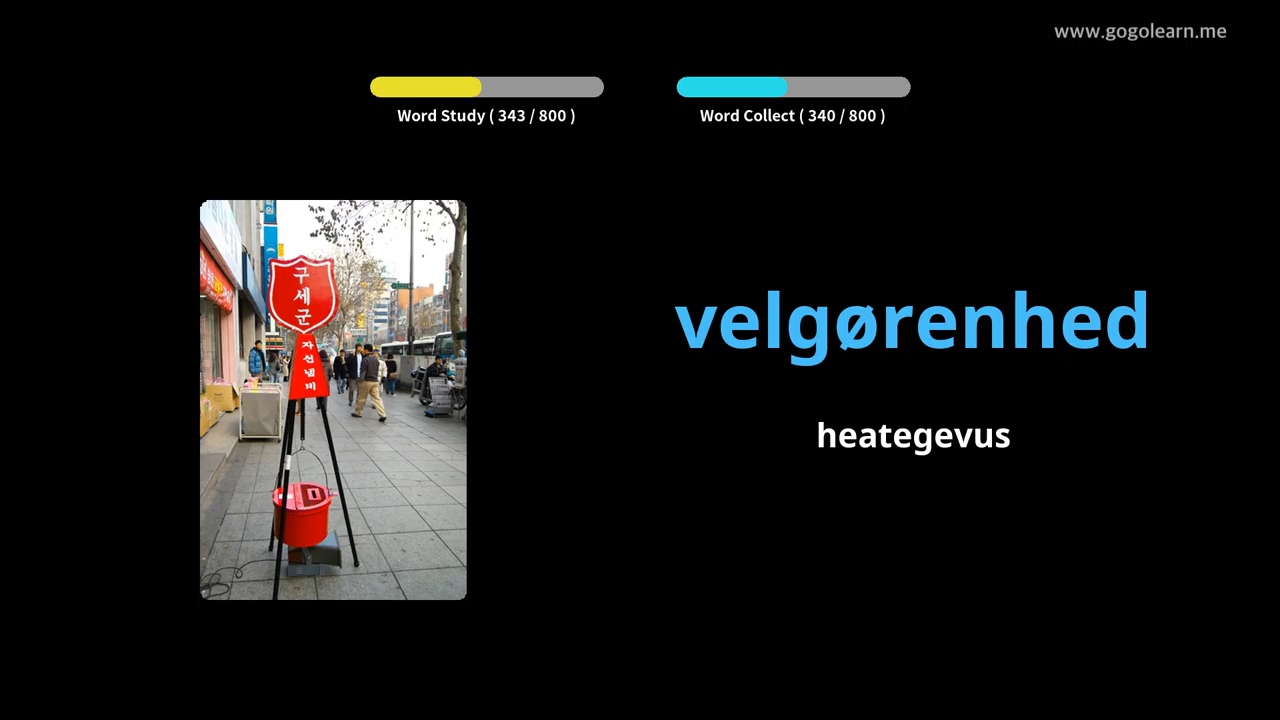 www.gogolearn.me
Word Study ( 343 / 800 )
Word Collect ( 340 / 800 )
구세군
자선냄비
velgørenhed
heategevus